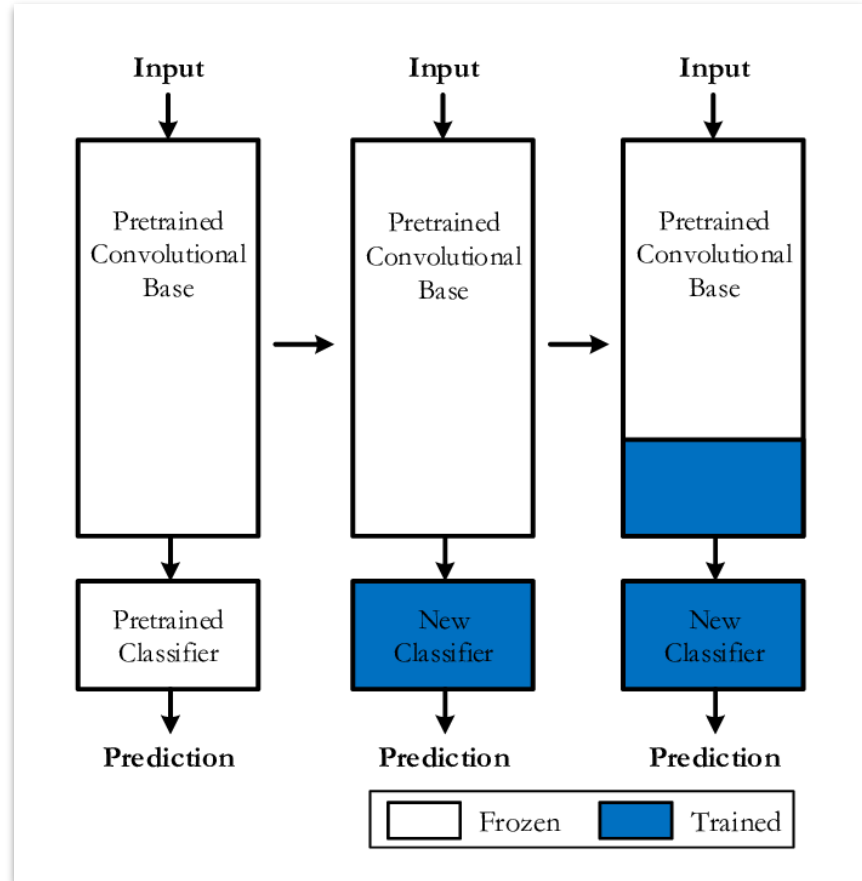 Input
Input
Input
Pretrained
Convolutional
Base
Pretrained
Convolutional
Base
Pretrained
Convolutional
Base
Pretrained
Classifier
New
Classifier
New
Classifier
Prediction
Prediction
Prediction
Frozen
Trained